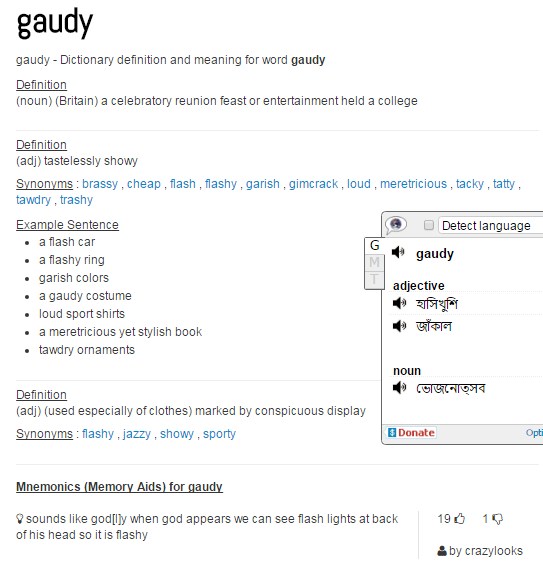 gaudy
gaudy - Dictionary definition and meaning for word gaudy
Definition
(noun) (Britain) a celebratory reunion feast or entertainment held a college
Definition
(adj) tastelessly showy
Synonyms : brassy , cheap , flash , flashy , garish , gimcrack , loud , meretricious , tacky , tatty ,
tawdry , trashy
Example Sentence
a flash car
a flashy ring
garish colors
a gaudy costume
loud sport shirts
a meretricious yet stylish book
tawdry ornaments
Detect language
G
M
T
gaudy
adjective
হাসিখুশি
জাঁকাল
noun
ভোজনোত্সব
Donate
Opti
Definition
(adj) (used especially of clothes) marked by conspicuous display
Synonyms : flashy , jazzy , showy , sporty
Mnemonics (Memory Aids) for gaudy
sounds like god[l]y when god appears we can see flash lights at back
of his head so it is flashy
19 1
by crazylooks